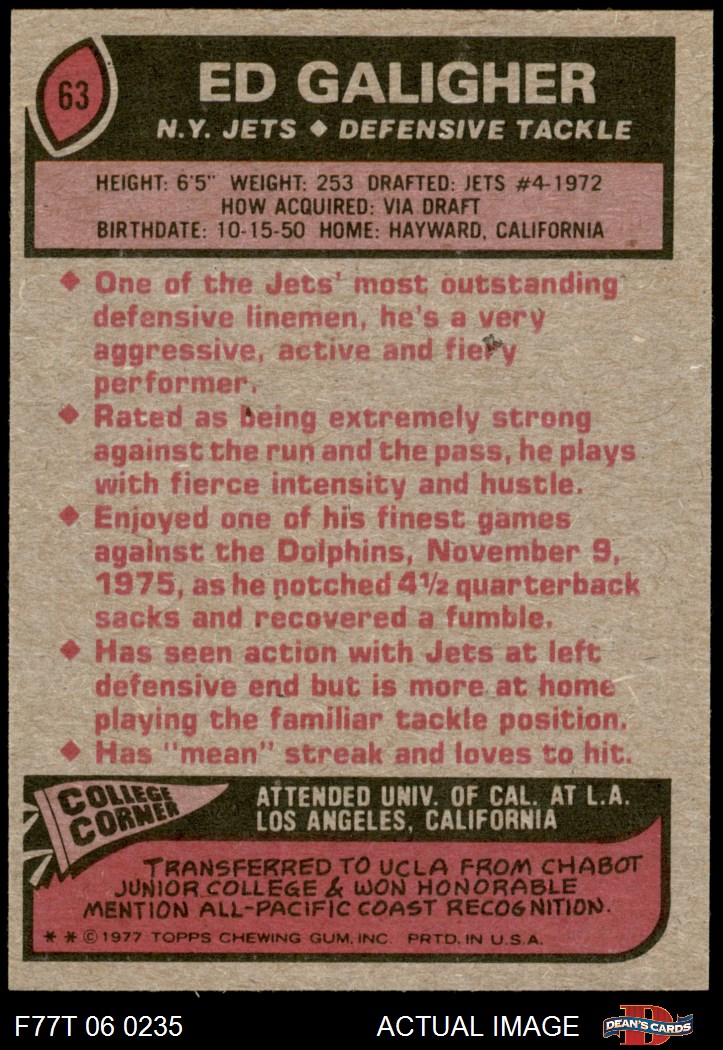 63
ED GALIGHER
N.Y. JETS ◆ DEFENSIVE TACKLE
HEIGHT: 6'5" WEIGHT: 253 DRAFTED: JETS #4-1972
HOW ACQUIRED: VIA DRAFT
BIRTHDATE: 10-15-50 HOME: HAYWARD, CALIFORNIA
◆ One of the Jets' most outstanding
defensive linemen, he's a very
aggressive, active and fiery
performer.
◆ Rated as being extremely strong
against the run and the pass, he plays
with fierce intensity and hustle.
◆ Enjoyed one of his finest games
against the Dolphins, November 9,
1975, as he notched 4½ quarterback
sacks and recovered a fumble.
◆ Has seen action with Jets at left
defensive end but is more at home
playing the familiar tackle position.
◆ Has "mean" streak and loves to hit.
COLLEGE
CORNER
ATTENDED UNIV. OF CAL. AT L.A.
LOS ANGELES, CALIFORNIA
TRANSFERRED TO UCLA FROM CHABOT
JUNIOR COLLEGE & WON HONORABLE
MENTION ALL-PACIFIC COAST RECOGNITION.
* * © 1977 TOPPS CHEWING GUM, INC. PRTD. IN U.S.A.
F77T 06 0235
ACTUAL IMAGE
D
DEAN'S CARDS